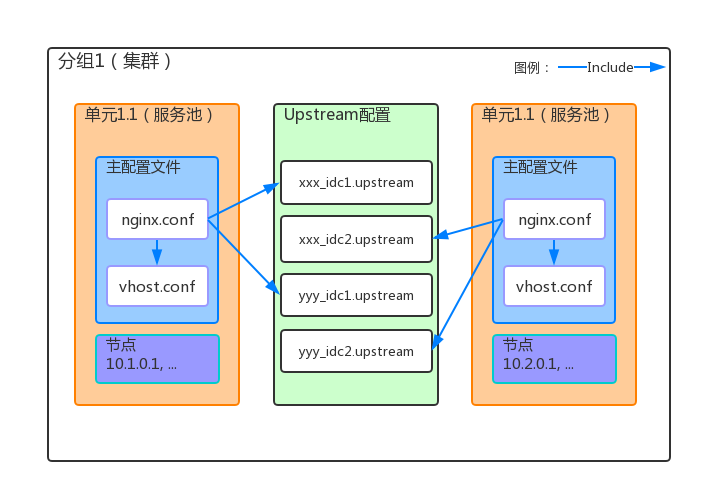 分组1（集群）
图例： Include
单元1.1（服务池）
主配置文件
nginx.conf
vhost.conf
节点
10.1.0.1, ...
Upstream配置
xxx_idc1.upstream
xxx_idc2.upstream
yyy_idc1.upstream
yyy_idc2.upstream
单元1.1（服务池）
主配置文件
nginx.conf
vhost.conf
节点
10.2.0.1, ...